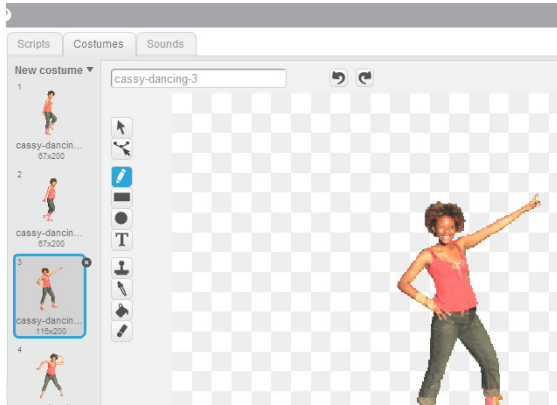 Scripts Costumes Sounds
New costume
cassy-dancing-3
1
cassy-dancin...
67x200
2
cassy-dancin...
67x200
3
cassy-dancin...
116x200
4
T